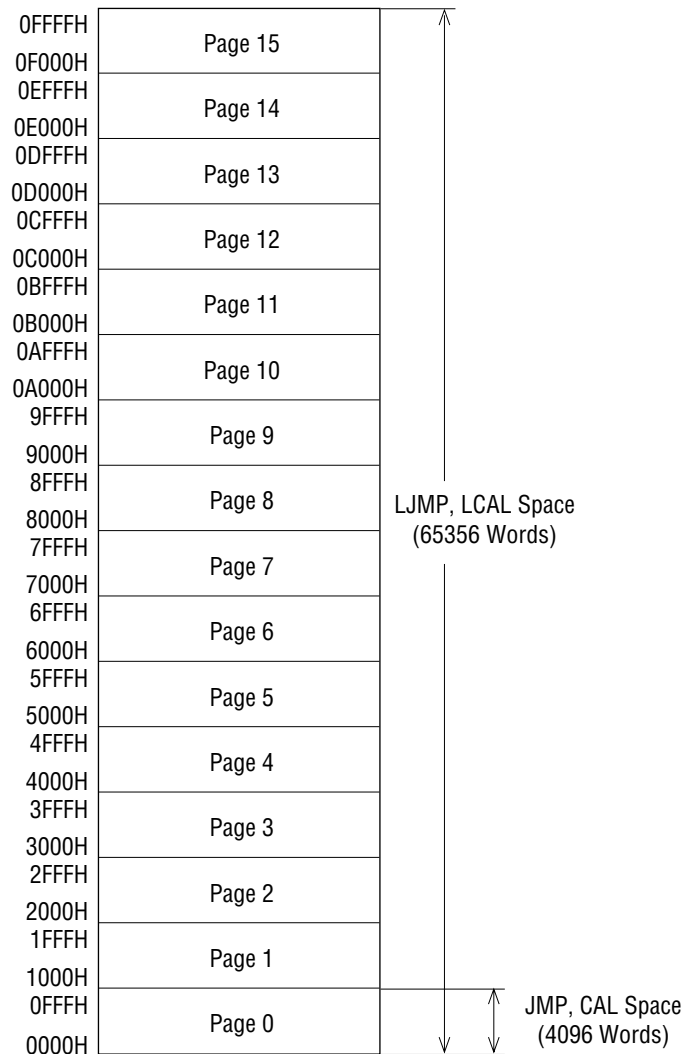 0FFFFH
Page 15
0F000H
0EFFFH
Page 14
0E000H
0DFFFH
Page 13
0D000H
0CFFFH
Page 12
0C000H
0BFFFH
Page 11
0B000H
0AFFFH
Page 10
0A000H
9FFFH
Page 9
9000H
8FFFH
Page 8
8000H
7FFFH
Page 7
7000H
6FFFH
Page 6
6000H
5FFFH
Page 5
5000H
4FFFH
Page 4
4000H
3FFFH
Page 3
3000H
2FFFH
Page 2
2000H
1FFFH
Page 1
1000H
0FFFH
Page 0
0000H
LJMP, LCAL Space
(65356 Words)
JMP, CAL Space
(4096 Words)